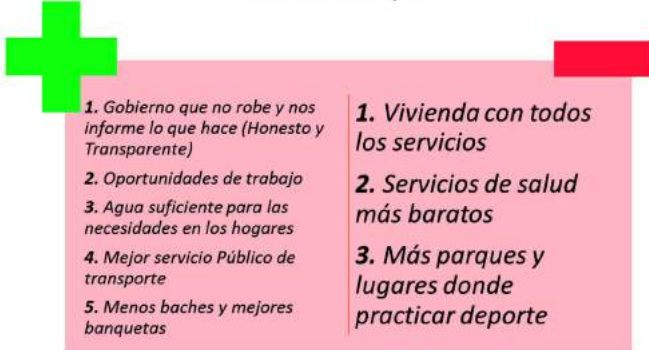 1. Gobierno que no robe y nos
informe lo que hace (Honesto y
Transparente)
2. Oportunidades de trabajo
3. Agua suficiente para las
necesidades en los hogares
4. Mejor servicio Público de
transporte
5. Menos baches y mejores
banquetas
1. Vivienda con todos
los servicios
2. Servicios de salud
más baratos
3. Más parques y
lugares donde
practicar deporte